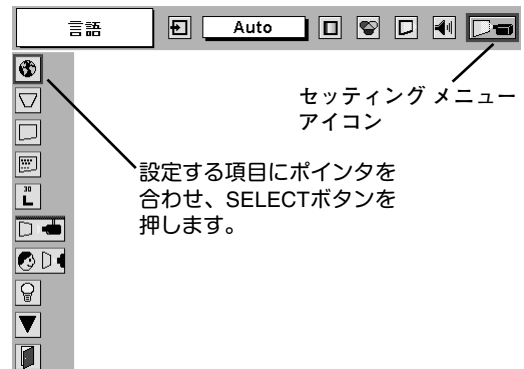 言語
Auto
セッティング メニュー
アイコン
設定する項目にポインタを
合わせ、SELECTボタンを
押します。
30
L